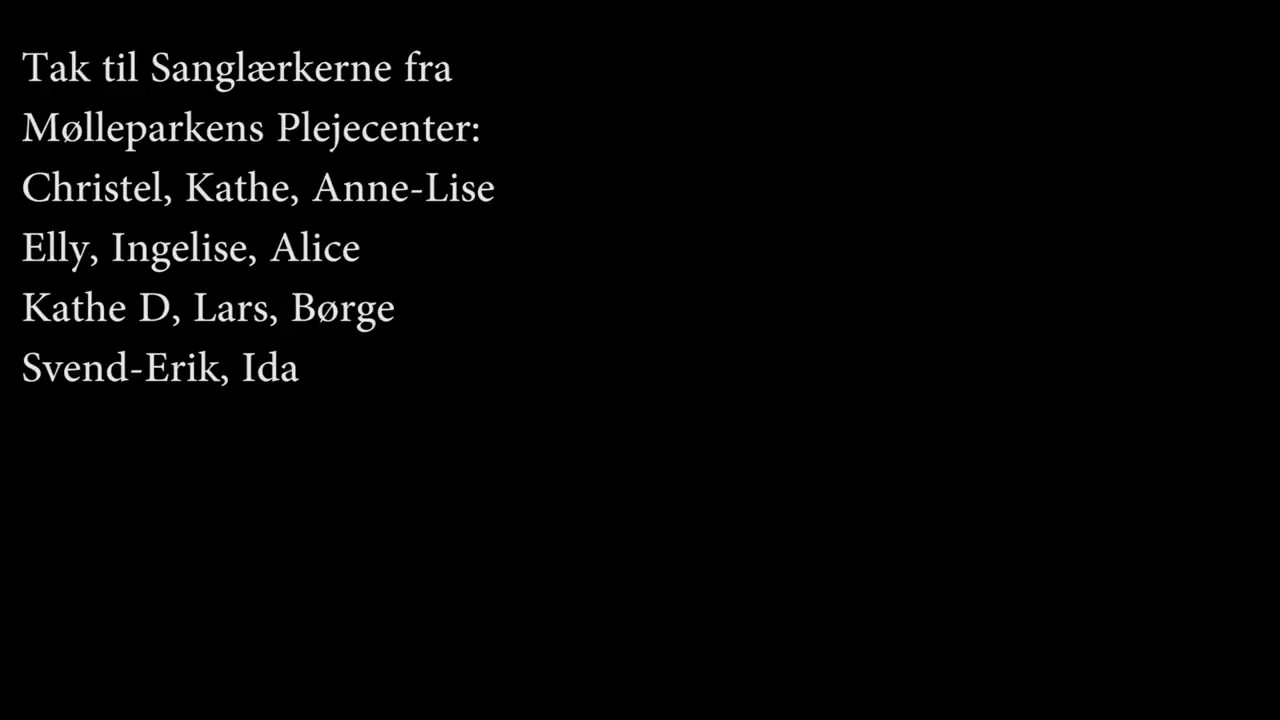 Tak til Sanglærkerne fra
Mølleparkens Plejecenter:
Christel, Kathe, Anne-Lise
Elly, Ingelise, Alice
Kathe D, Lars, Børge
Svend-Erik, Ida